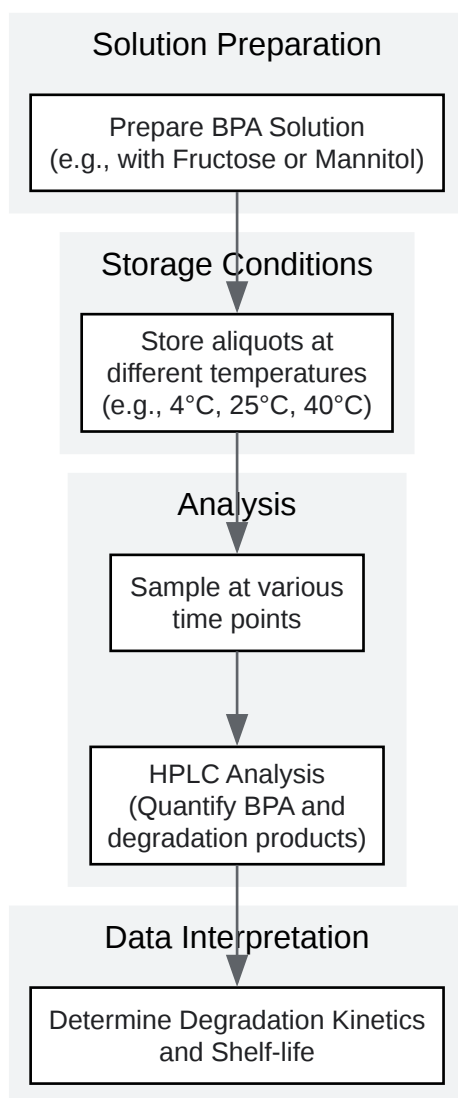 Solution Preparation
Prepare BPA Solution
(e.g., with Fructose or Mannitol)
Storage Conditions
Store aliquots at
different temperatures
(e.g., 4°C, 25°C, 40°C)
Analysis
Sample at various
time points
HPLC Analysis
(Quantify BPA and
degradation products)
Data Interpretation
Determine Degradation Kinetics
and Shelf-life